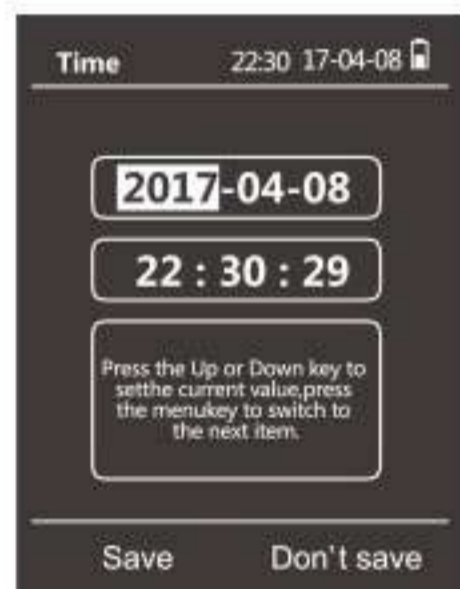 Time 22:30 17-04-08
2017-04-08
22 : 30 : 29
Press the Up or Down key to
setthe current value,press
the menukey to switch to
the next item.
Save Don't save